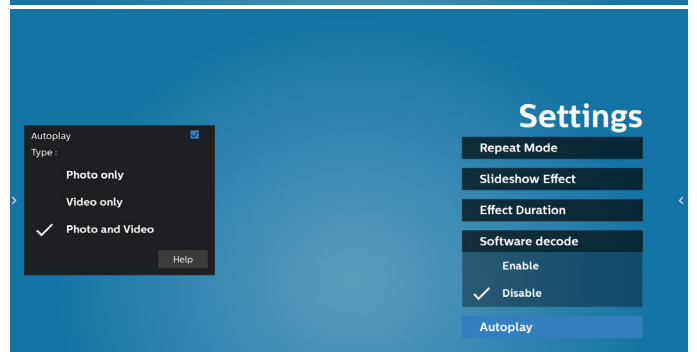 Settings
Autoplay
Type :
Photo only
Video only
Photo and Video
Help
Repeat Mode
Slideshow Effect
Effect Duration
Software decode
Enable
Disable
Autoplay